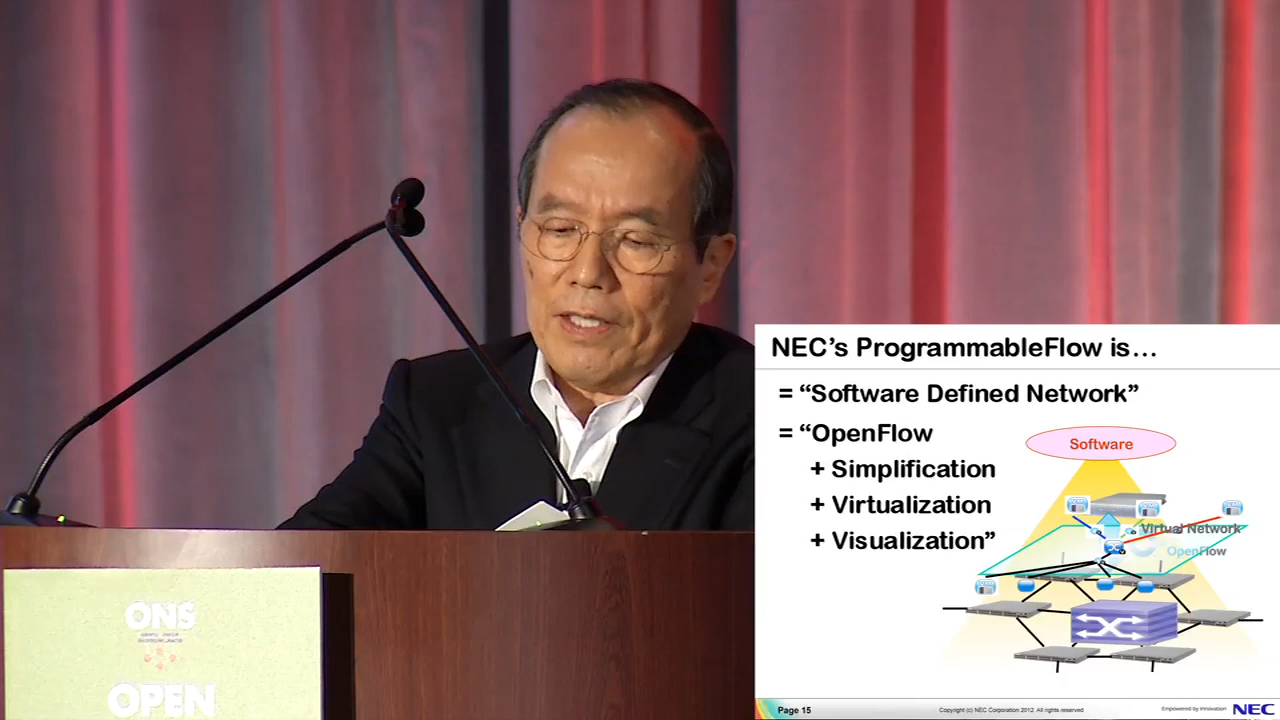 NEC's ProgrammableFlow is…
= “Software Defined Network”
= “OpenFlow
+ Simplification
+ Virtualization
+ Visualization”
Software
Virtual Network
OpenFlow
Page 15
Copyright (c) NEC Corporation 2012. All rights reserved
Empowered by Innovation
NEC
ONS
OPEN